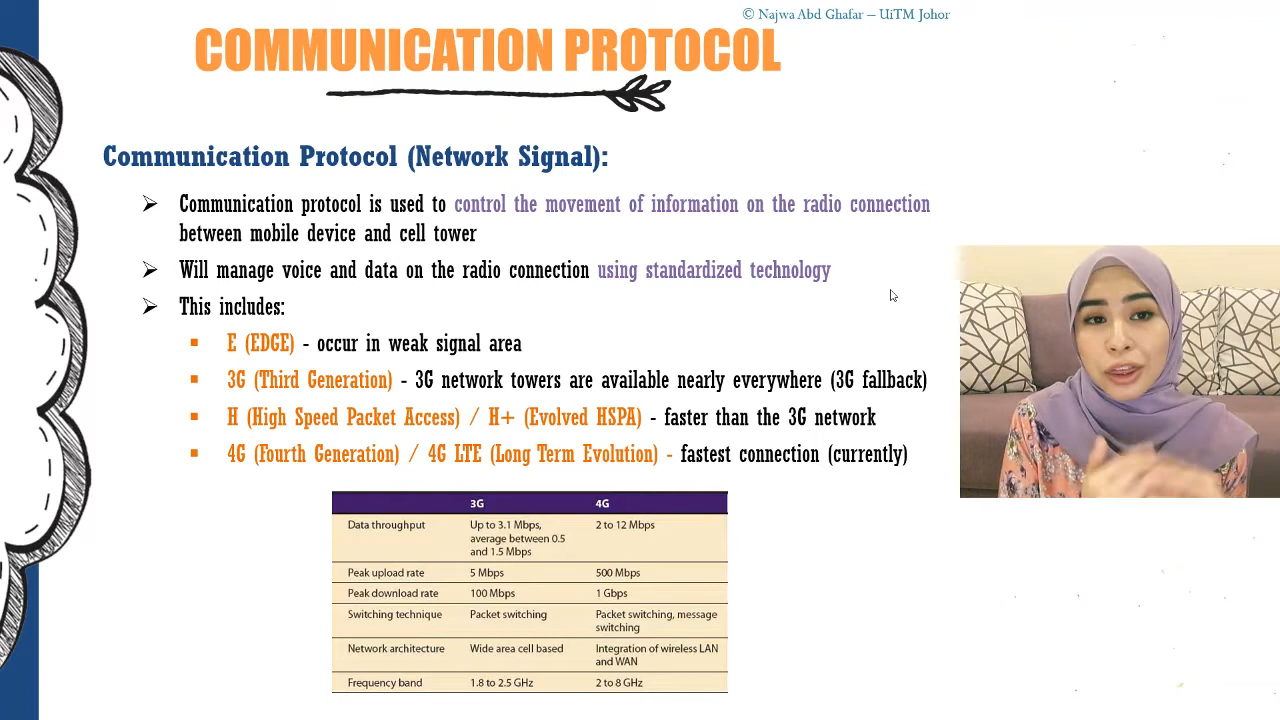 © Najwa Abd Ghafar – UiTM Johor
COMMUNICATION PROTOCOL
Communication Protocol (Network Signal):
Communication protocol is used to control the movement of information on the radio connection
between mobile device and cell tower
Will manage voice and data on the radio connection using standardized technology
This includes:
E (EDGE) - occur in weak signal area
3G (Third Generation) - 3G network towers are available nearly everywhere (3G fallback)
H (High Speed Packet Access) / H+ (Evolved HSPA) - faster than the 3G network
4G (Fourth Generation) / 4G LTE (Long Term Evolution) - fastest connection (currently)
3G 4G
Data throughput Up to 3.1 Mbps, 2 to 12 Mbps
average between 0.5
and 1.5 Mbps
Peak upload rate 5 Mbps 500 Mbps
Peak download rate 100 Mbps 1 Gbps
Switching technique Packet switching Packet switching, message
switching
Network architecture Wide area cell based Integration of wireless LAN
and WAN
Frequency band 1.8 to 2.5 GHz 2 to 8 GHz